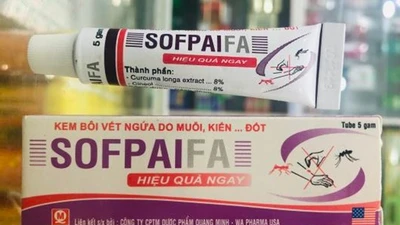 5 gam
SOFPAIFA
HIỆU QUẢ NGAY
AIFA
Thành phần:
- Curcuma longa extract ... 8%
8%
KEM BÔI VẾT NGỨA DO MUỖI, KIẾN ... ĐỐT
Tube 5 gam
SOFPAIFA
HIỆU QUẢ NGAY
Liên kết s/x bởi : CÔNG TY CPTM DƯỢC PHẨM QUANG MINH - WA PHARMA USA